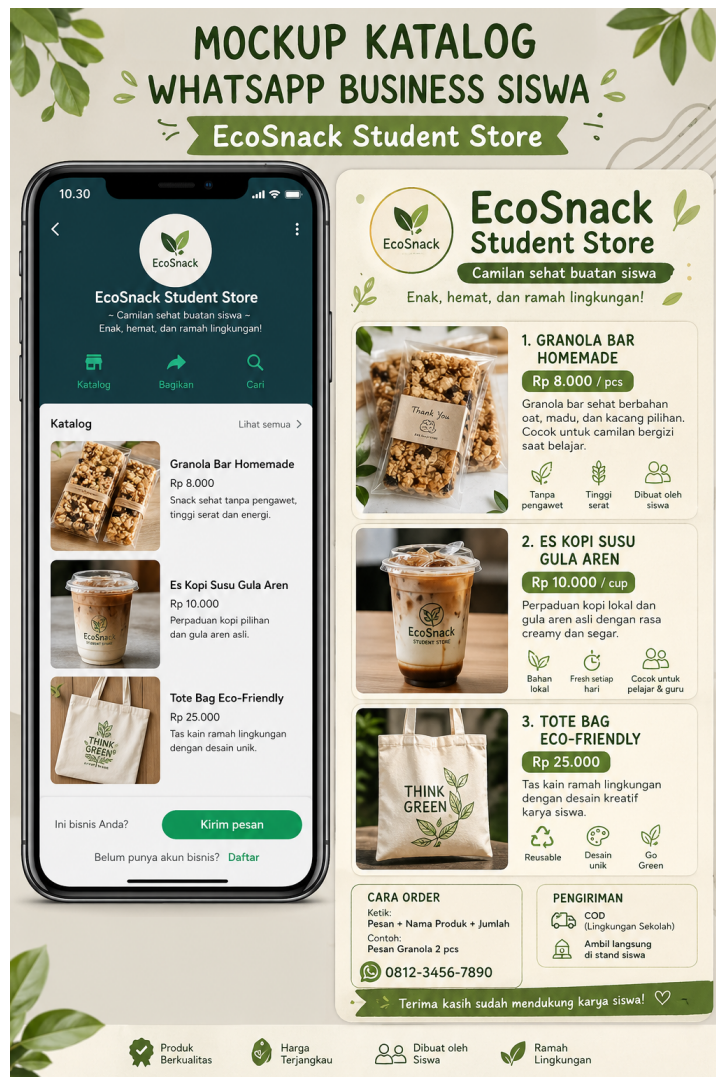 MOCKUP KATALOG
WHATSAPP BUSINESS SISWA
EcoSnack Student Store
10.30
EcoSnack
EcoSnack Student Store
~ Camilan sehat buatan siswa ~
Enak, hemat, dan ramah lingkungan!
Katalog
Bagikan
Cari
Katalog
Lihat semua
Granola Bar Homemade
Rp 8.000
Snack sehat tanpa pengawet,
tinggi serat dan energi.
EcoSnack
STUDENT STORE
Es Kopi Susu Gula Aren
Rp 10.000
Perpaduan kopi pilihan
dan gula aren asli.
THINK
GREEN
Tote Bag Eco-Friendly
Rp 25.000
Tas kain ramah lingkungan
dengan desain unik.
Ini bisnis Anda?
Kirim pesan
Belum punya akun bisnis? Daftar
EcoSnack
EcoSnack
Student Store
Camilan sehat buatan siswa
Enak, hemat, dan ramah lingkungan!
Thank You
1. GRANOLA BAR
HOMEMADE
Rp 8.000 / pcs
Granola bar sehat berbahan
oat, madu, dan kacang pilihan.
Cocok untuk camilan bergizi
saat belajar.
Tanpa
pengawet
Tinggi
serat
Dibuat oleh
siswa
EcoSnack
STUDENT STORE
2. ES KOPI SUSU
GULA AREN
Rp 10.000 / cup
Perpaduan kopi lokal dan
gula aren asli dengan rasa
creamy dan segar.
Bahan
lokal
Fresh setiap
hari
Cocok untuk
pelajar & guru
THINK
GREEN
3. TOTE BAG
ECO-FRIENDLY
Rp 25.000
Tas kain ramah lingkungan
dengan desain kreatif
karya siswa.
Reusable
Desain
unik
Go
Green
CARA ORDER
Ketik:
Pesan + Nama Produk + Jumlah
Contoh:
Pesan Granola 2 pcs
0812-3456-7890
PENGIRIMAN
COD
(Lingkungan Sekolah)
Ambil langsung
di stand siswa
Terima kasih sudah mendukung karya siswa!
Produk
Berkualitas
Harga
Terjangkau
Dibuat oleh
Siswa
Ramah
Lingkungan